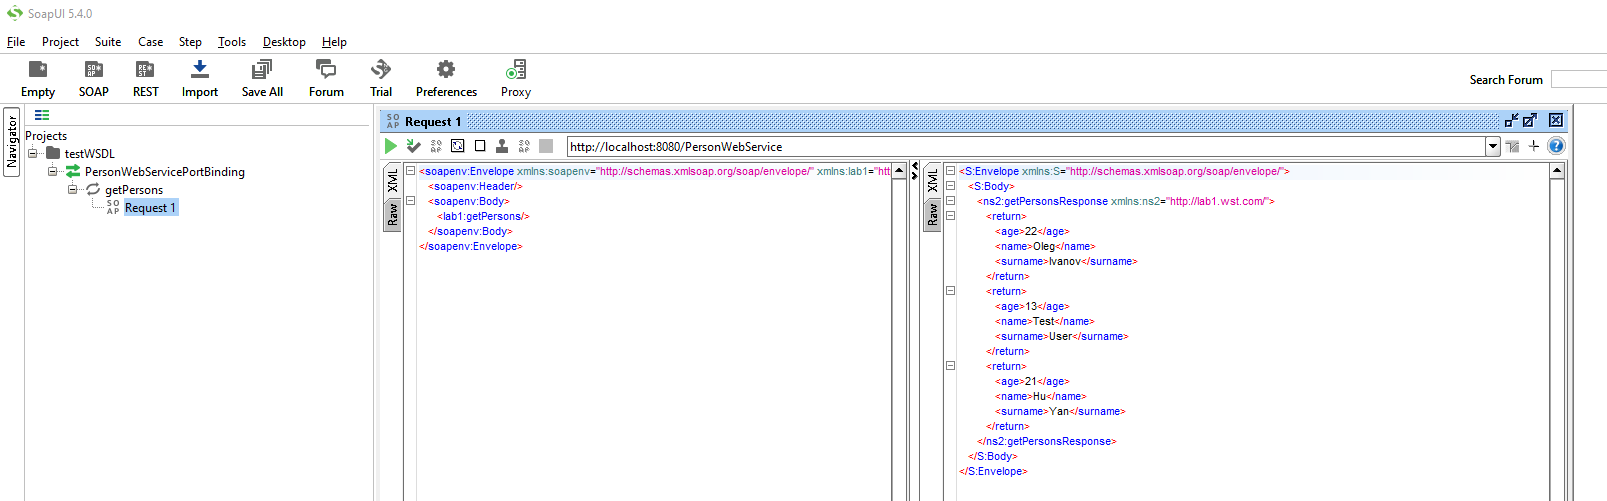 SoapUI 5.4.0
File Project Suite Case Step Tools Desktop Help
Empty SOAP REST Import Save All Forum Trial Preferences Proxy
Search Forum
Navigator
Projects
testWSDL
PersonWebServicePortBinding
getPersons
SO AP Request 1
SO AP Request 1
http://localhost:8080/PersonWebService
XML
Raw
<soapenv:Envelope xmlns:soapenv="http://schemas.xmlsoap.org/soap/envelope/" xmlns:lab1="htt
<soapenv:Header/>
<soapenv:Body>
<lab1:getPersons/>
</soapenv:Body>
</soapenv:Envelope>
XML
Raw
<S:Envelope xmlns:S="http://schemas.xmlsoap.org/soap/envelope/">
<S:Body>
<ns2:getPersonsResponse xmlns:ns2="http://lab1.wst.com/">
<return>
<age>22</age>
<name>Oleg</name>
<surname>Ivanov</surname>
</return>
<return>
<age>13</age>
<name>Test</name>
<surname>User</surname>
</return>
<return>
<age>21</age>
<name>Hu</name>
<surname>Yan</surname>
</return>
</ns2:getPersonsResponse>
</S:Body>
</S:Envelope>